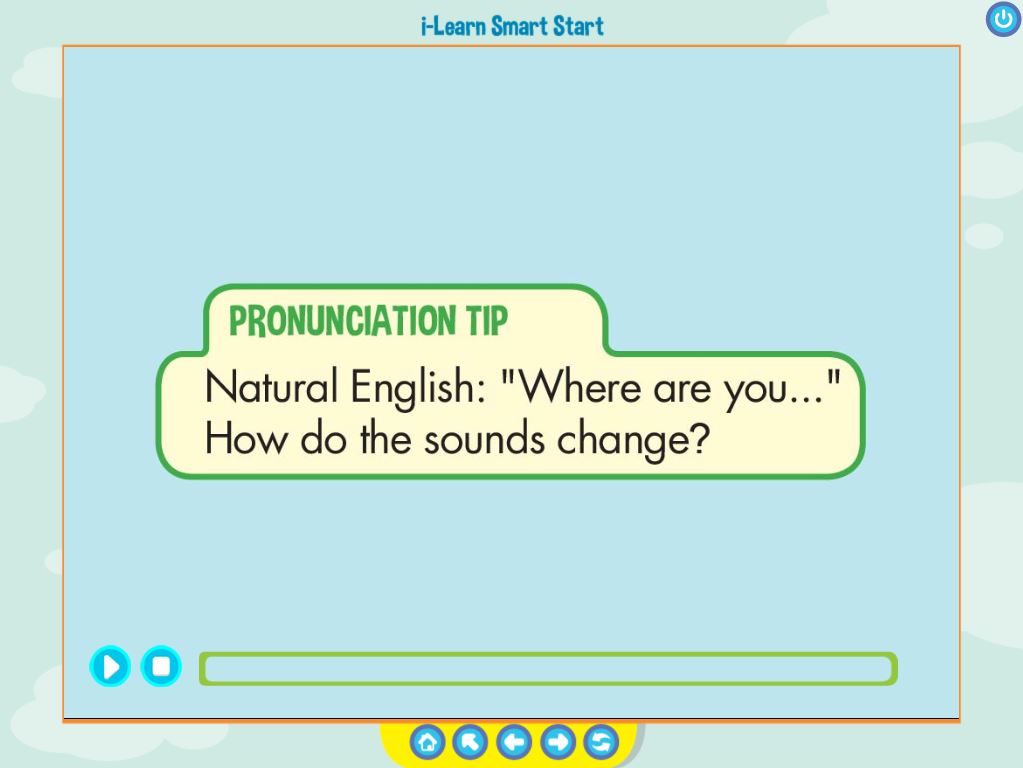 i-Learn Smart Start
PRONUNCIATION TIP
Natural English: "Where are you..."
How do the sounds change?